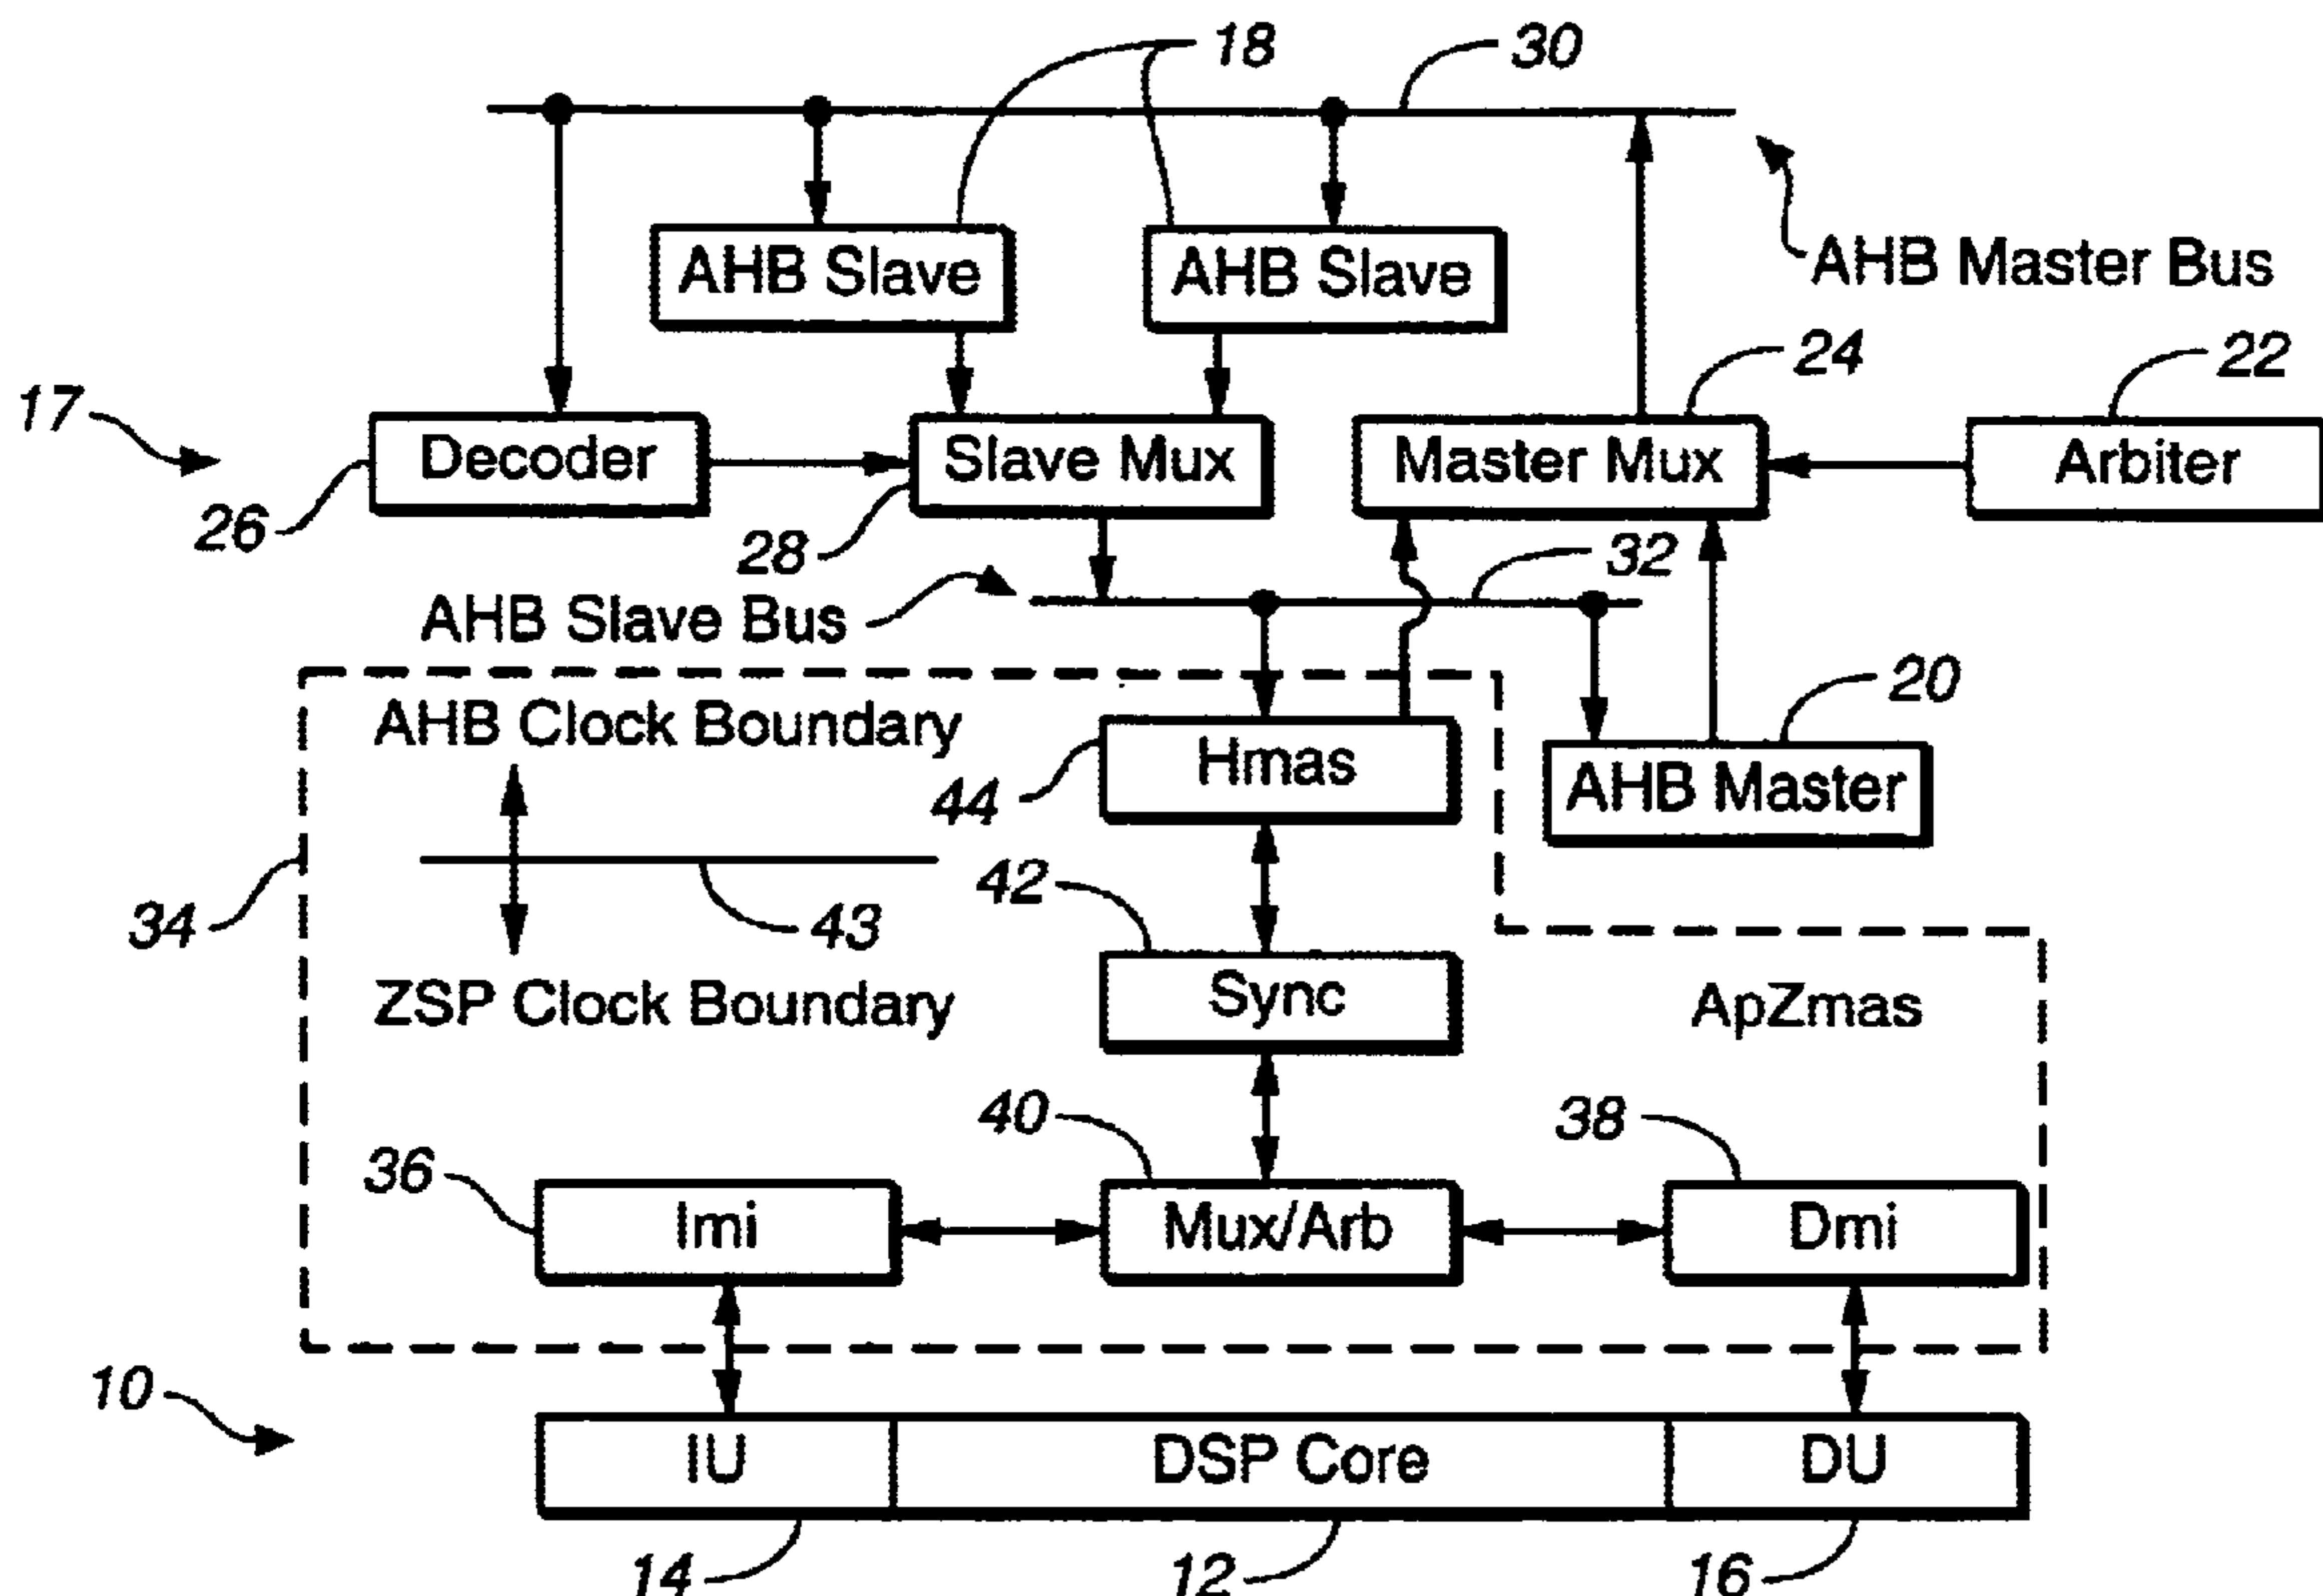 18
30
AHB Slave
AHB Slave
AHB Master Bus
24
22
17
Decoder
Slave Mux
Master Mux
Arbiter
26
28
32
AHB Slave Bus
20
AHB Clock Boundary
Hmas
44
AHB Master
42
34
43
ZSP Clock Boundary
Sync
ApZmas
40
38
36
Imi
Mux/Arb
Dmi
10
IU
DSP Core
DU
14
12
16